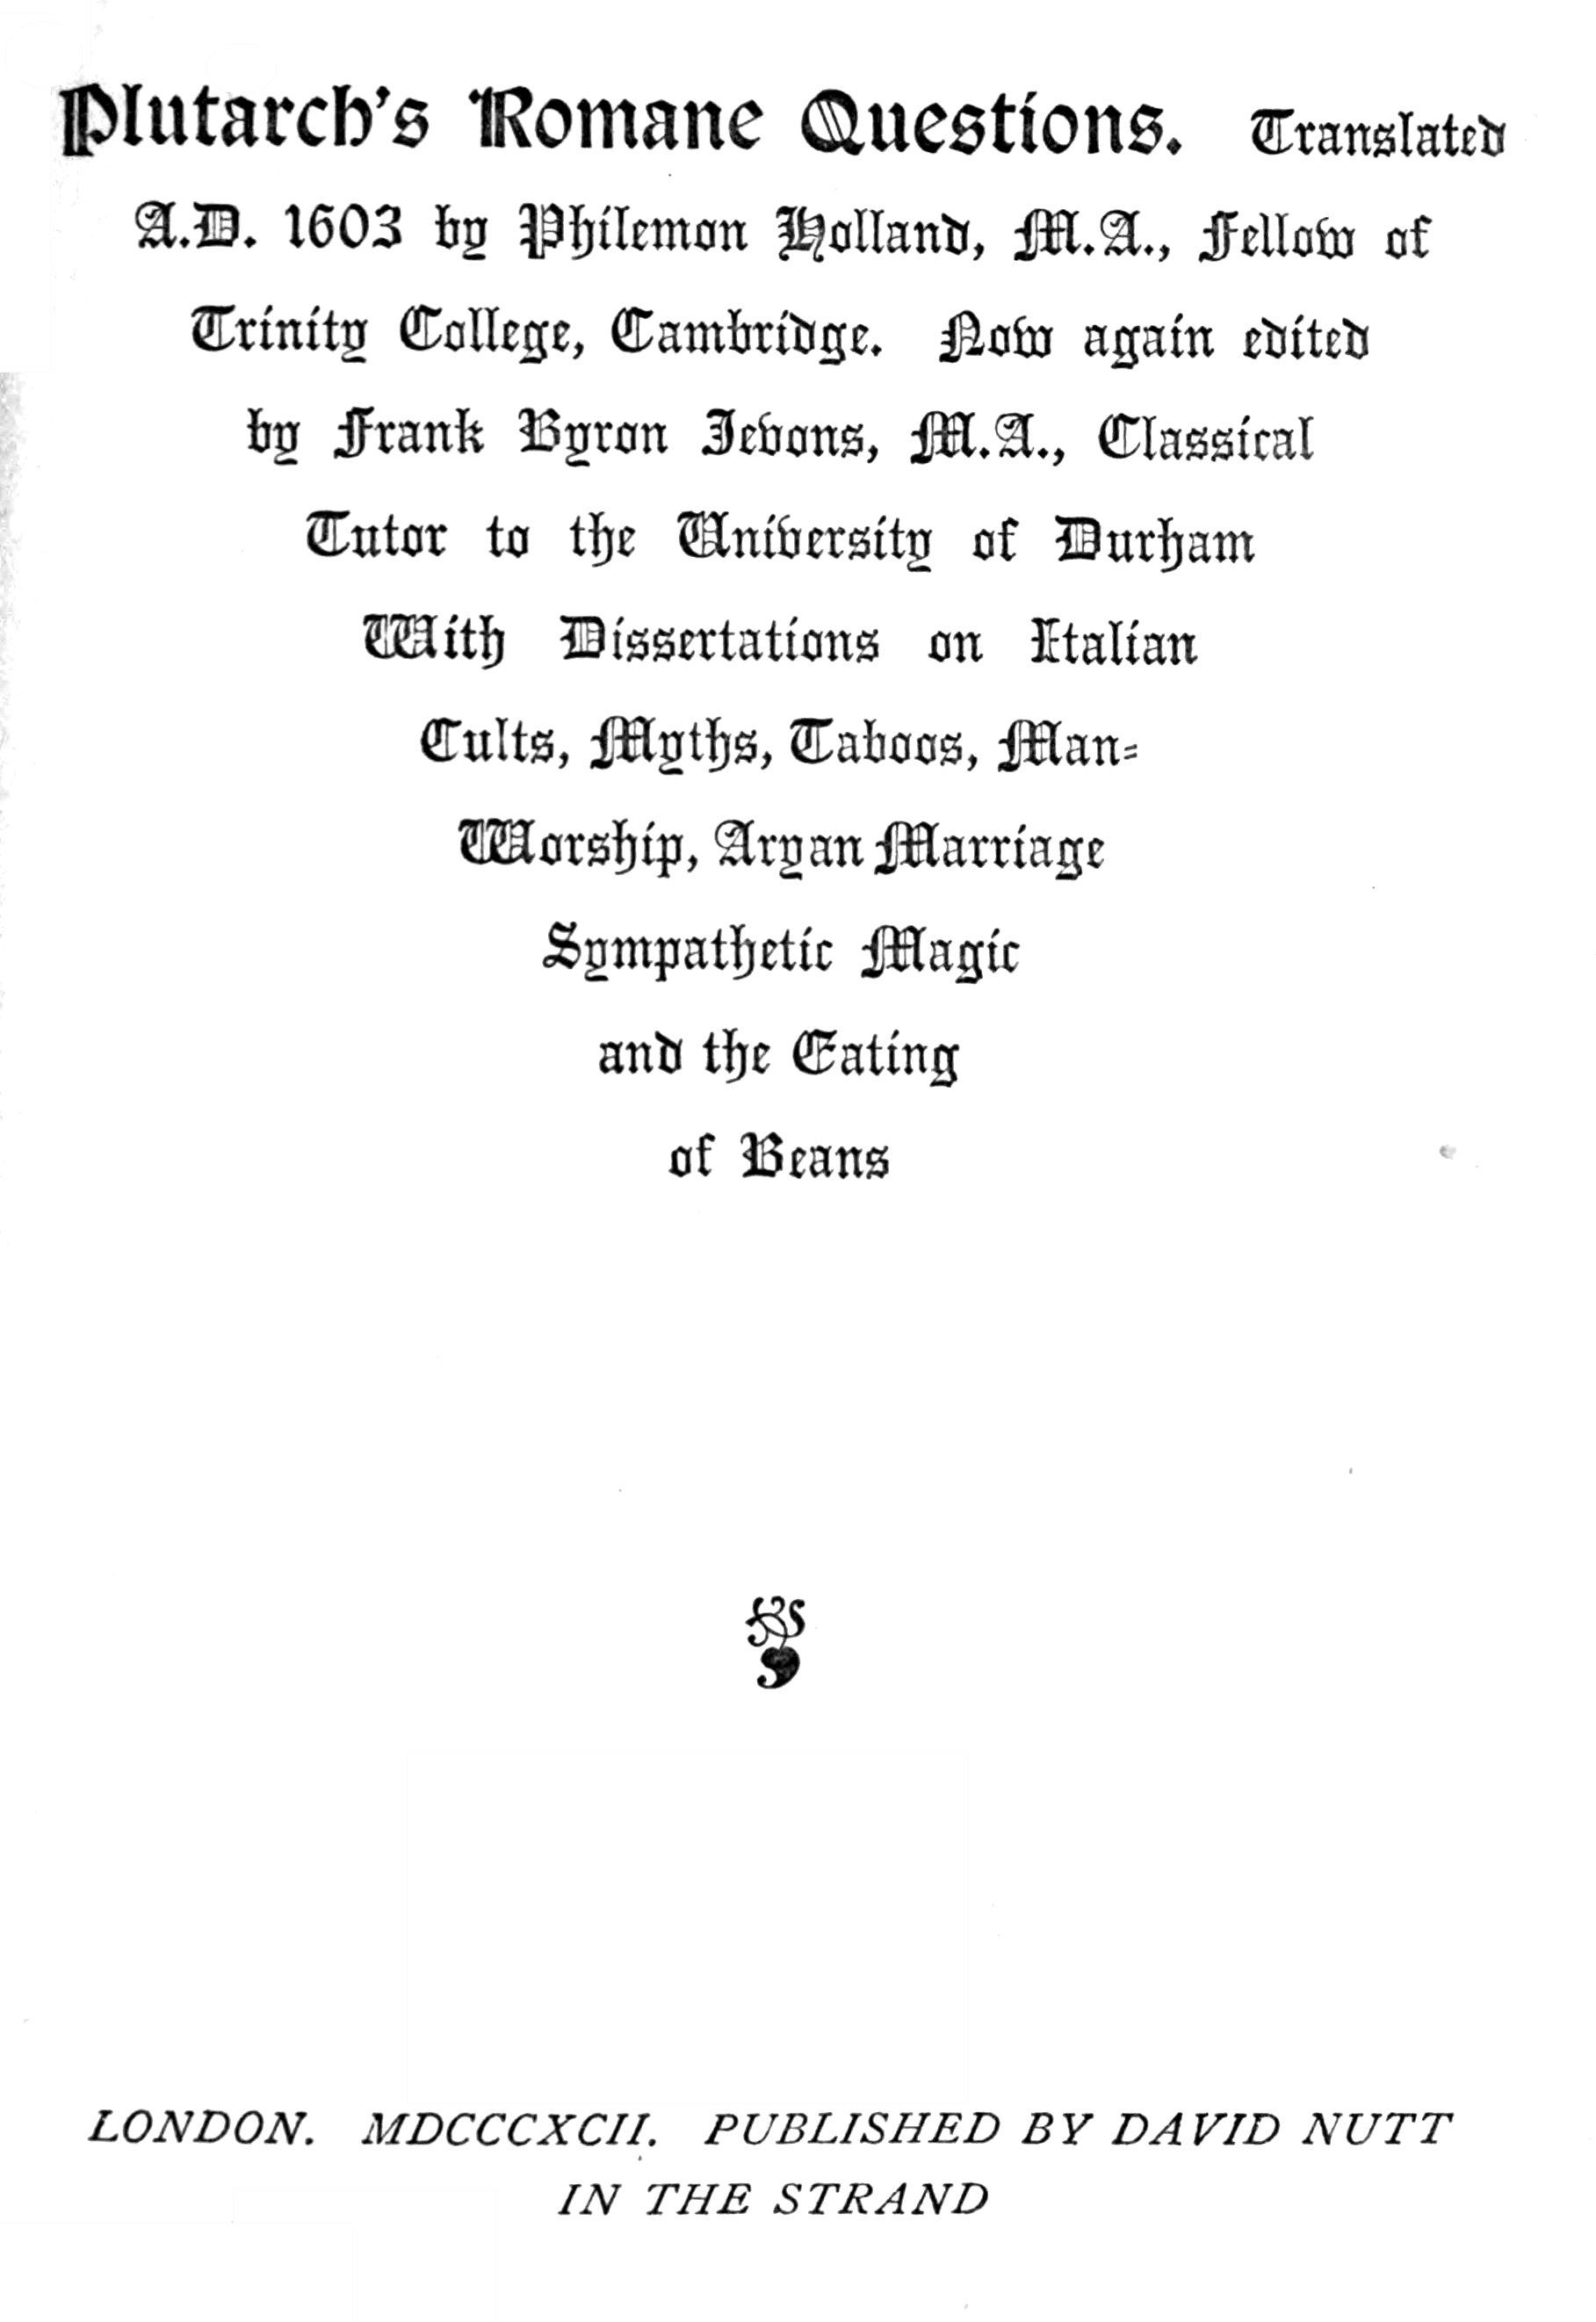 Plutarch's Romane Questions. Translated
A.D. 1603 by Philemon Holland, M.A., Fellow of
Trinity College, Cambridge. Now again edited
by Frank Byron Jevons, M.A., Classical
Tutor to the University of Durham
With Dissertations on Italian
Cults, Myths, Taboos, Man-
Worship, Aryan Marriage
Sympathetic Magic
and the Eating
of Beans
LONDON. MDCCCXCII. PUBLISHED BY DAVID NUTT
IN THE STRAND